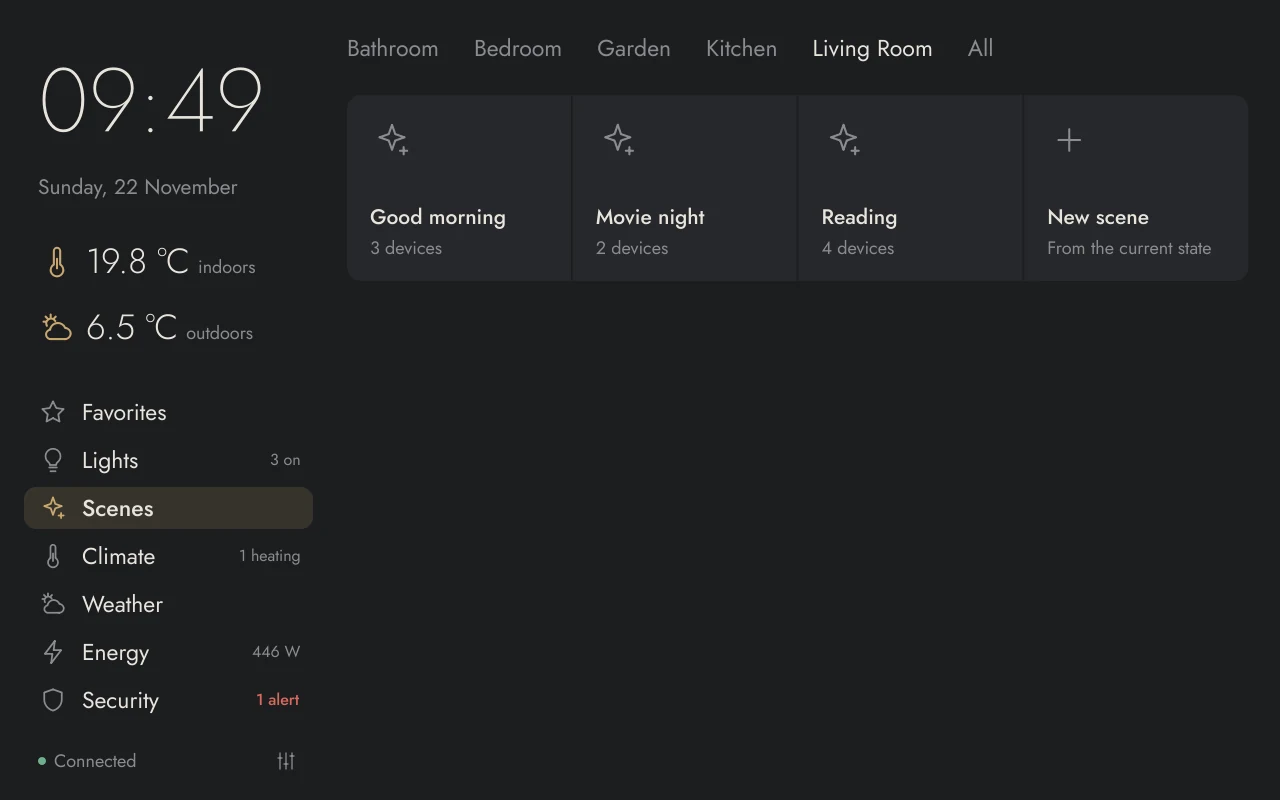 09:49
Sunday, 22 November
19.8 °C indoors
6.5 °C outdoors
Favorites
Lights 3 on
Scenes
Climate 1 heating
Weather
Energy 446 W
Security 1 alert
Connected
Bathroom Bedroom Garden Kitchen Living Room All
Good morning
3 devices
Movie night
2 devices
Reading
4 devices
New scene
From the current state